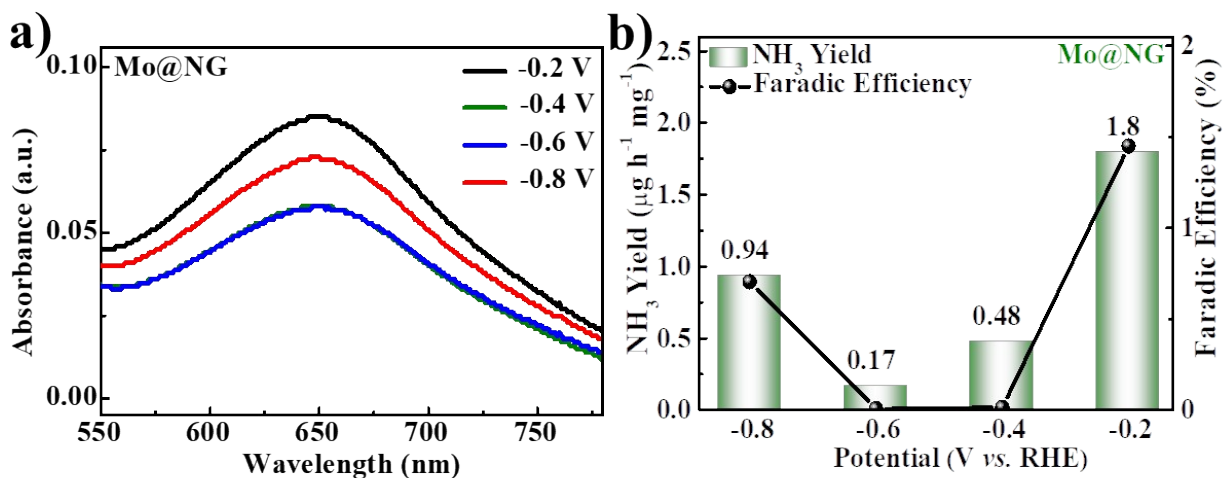 a)
Mo@NG
-0.2 V
-0.4 V
-0.6 V
-0.8 V
0.10
0.05
0.00
Absorbance (a.u.)
550
600
650
700
750
Wavelength (nm)
b)
NH3 Yield
Faradic Efficiency
Mo@NG
2.5
2.0
1.5
1.0
0.5
0.0
NH3 Yield (μg h-1 mg-1)
0.94
0.17
0.48
1.8
2
1
0
Faradic Efficiency (%)
-0.8
-0.6
-0.4
-0.2
Potential (V vs. RHE)